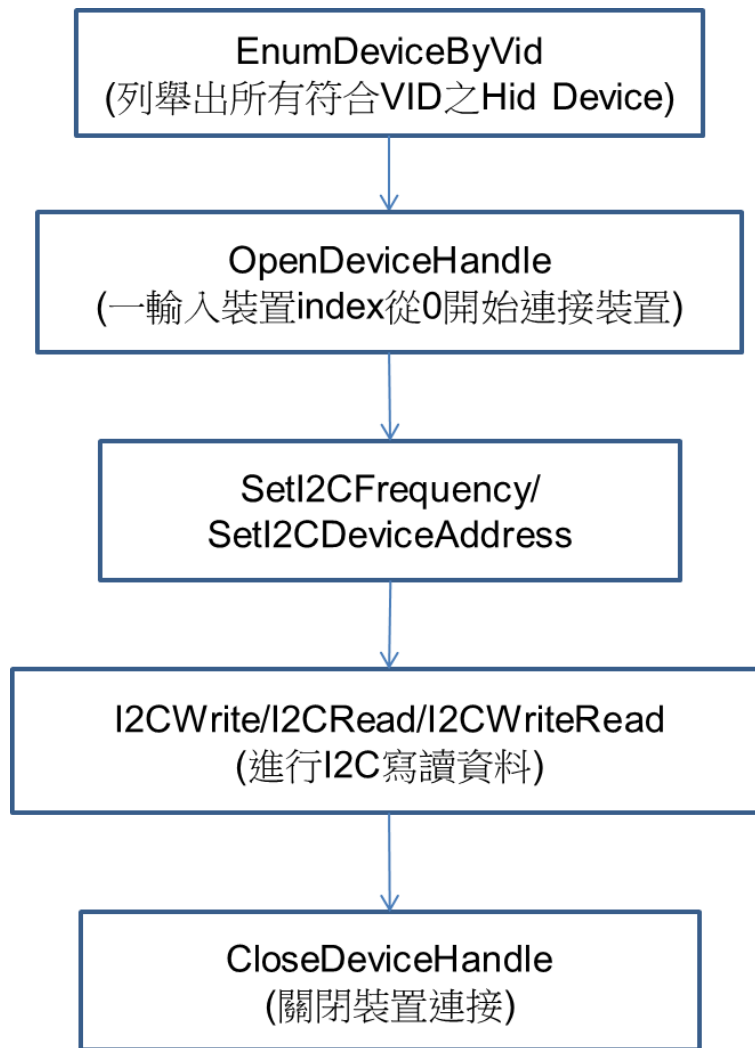 EnumDeviceByVid
(列舉出所有符合VID之Hid Device)
OpenDeviceHandle
(一輸入裝置index從0開始連接裝置)
SetI2CFrequency/
SetI2CDeviceAddress
I2CWrite/I2CRead/I2CWriteRead
(進行I2C寫讀資料)
CloseDeviceHandle
(關閉裝置連接)